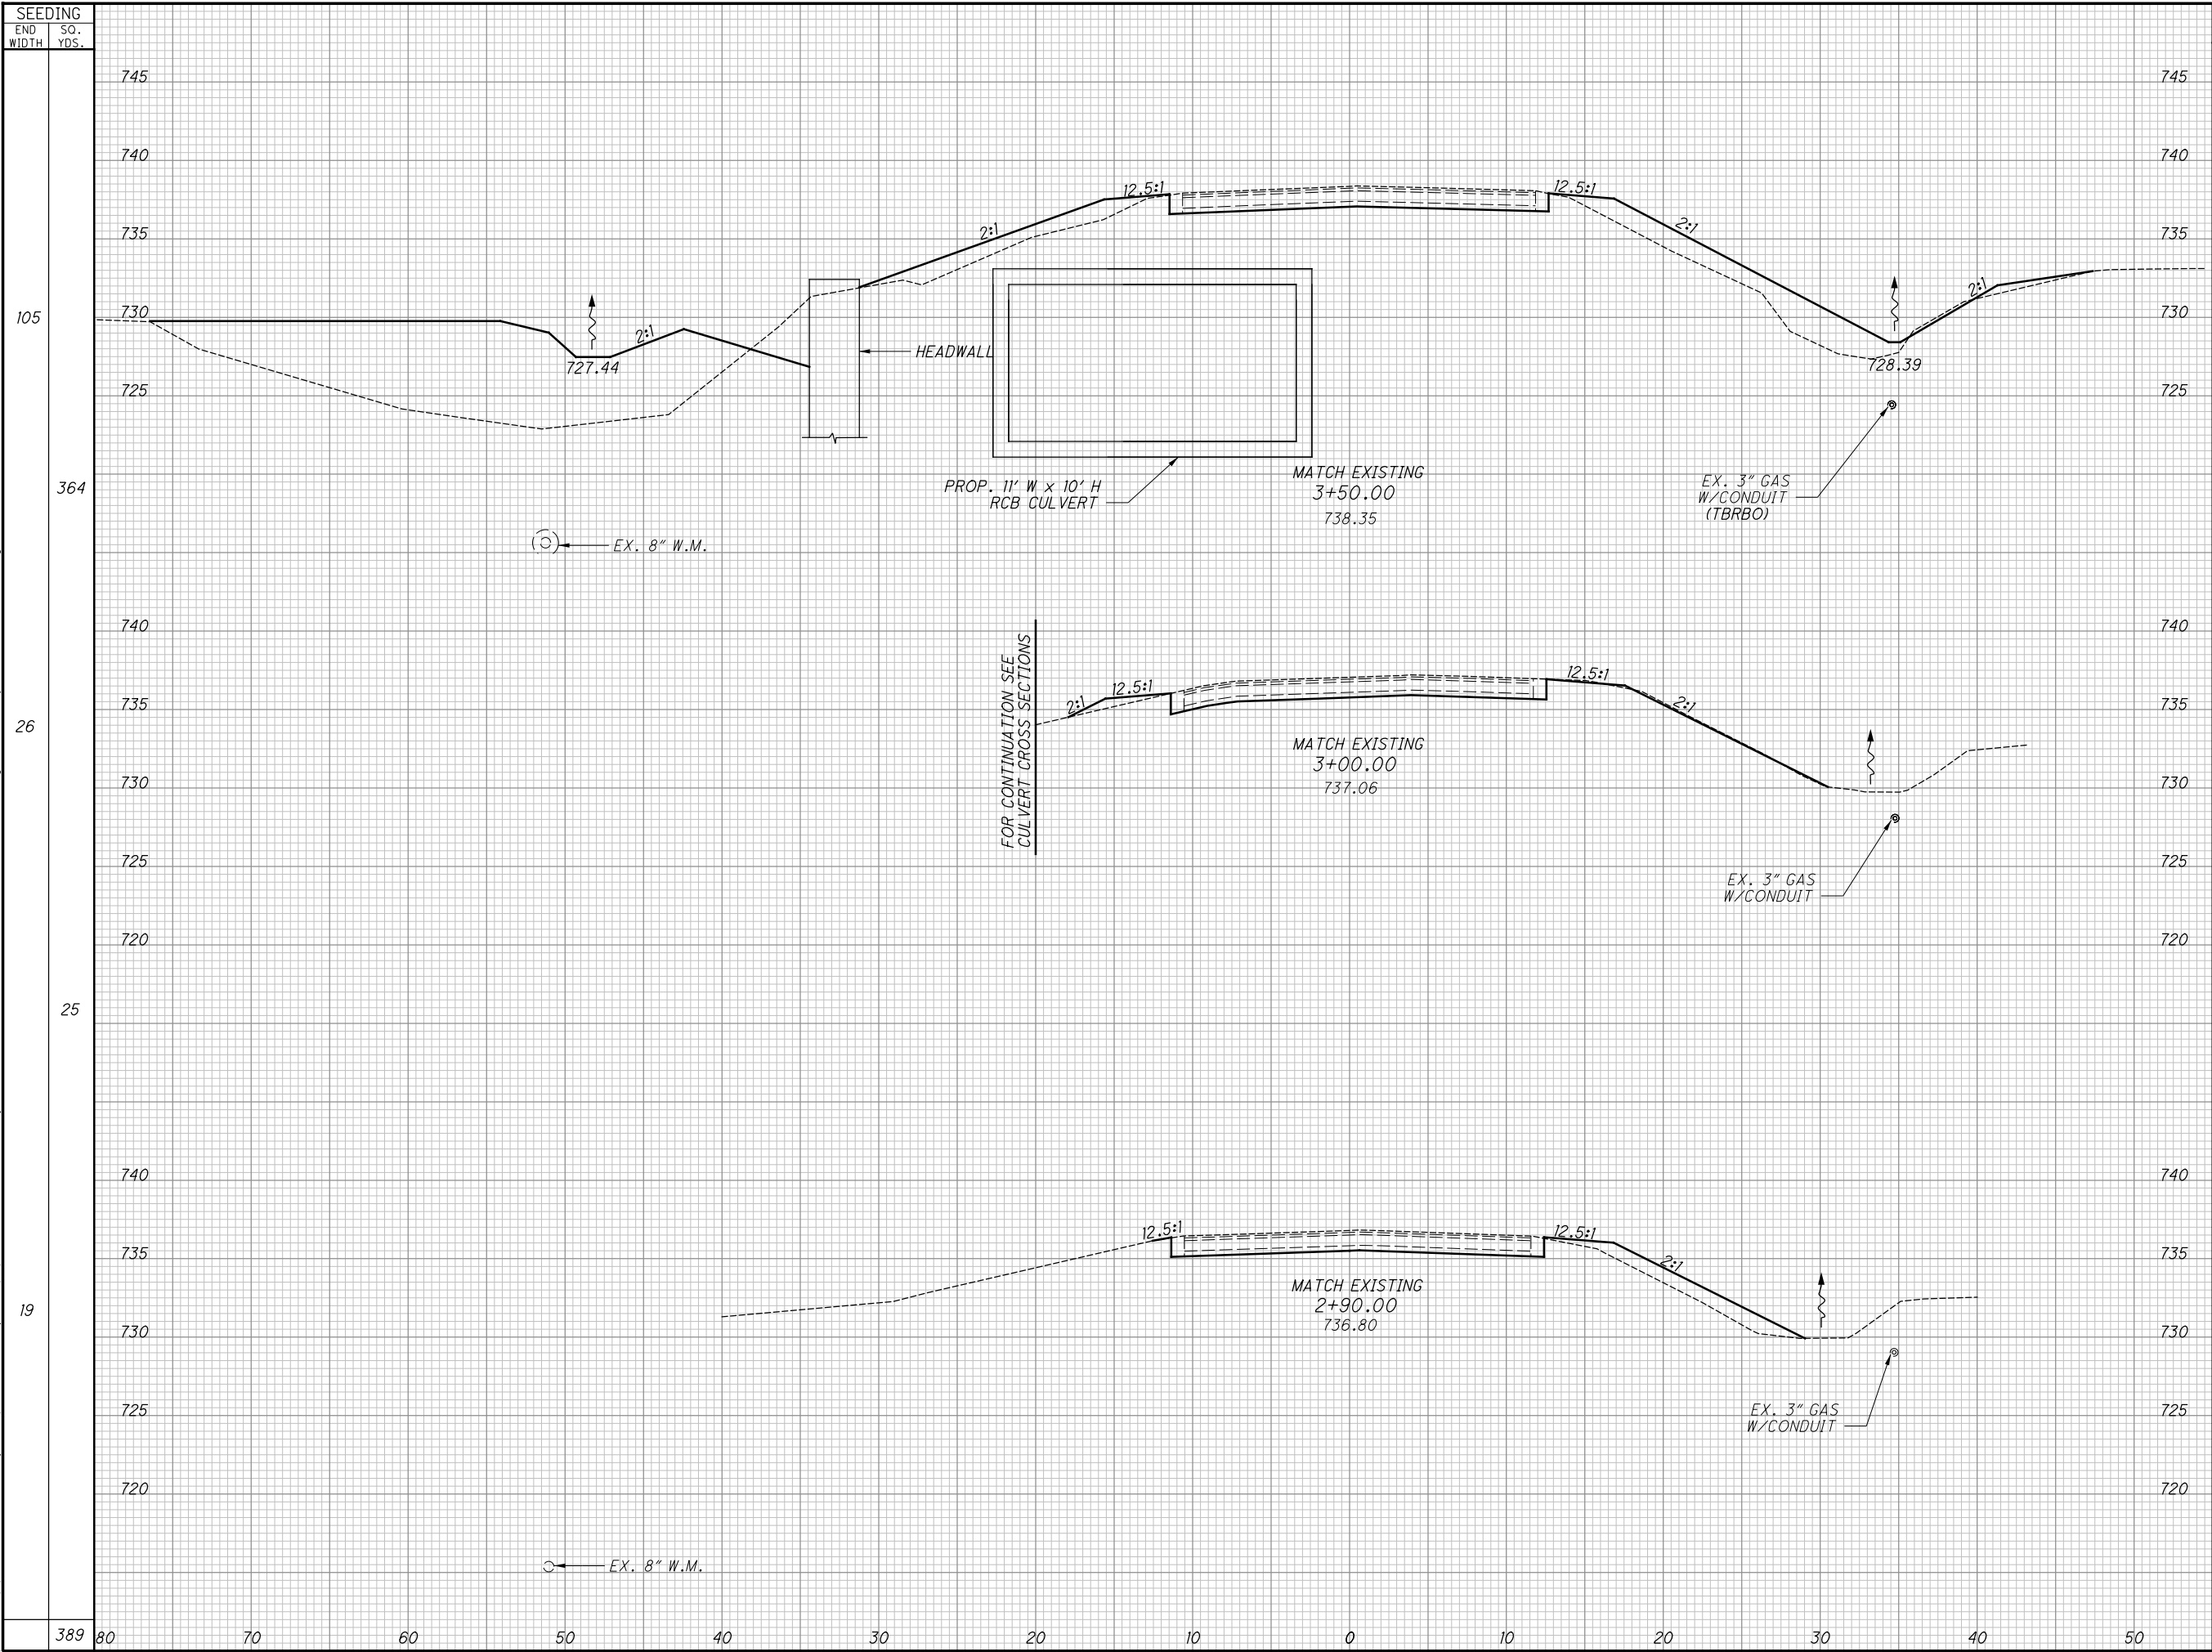 SEEDING
END WIDTH
SQ. YDS.
745 745
740 740
12.5:1 12.5:1
2:1 2:1
735 735
105
730 730
2:1 2:1
HEADWALL
727.44 728.39
725 725
MATCH EXISTING
3+50.00
738.35
PROP. 11' W x 10' H
RCB CULVERT
EX. 3" GAS
W/CONDUIT
(TBRBO)
364
EX. 8" W.M.
740 740
FOR CONTINUATION SEE
CULVERT CROSS SECTIONS
12.5:1 12.5:1
2:1 2:1
735 735
26
MATCH EXISTING
3+00.00
737.06
730 730
725 725
EX. 3" GAS
W/CONDUIT
720 720
25
740 740
12.5:1 12.5:1
735 735
2:1
MATCH EXISTING
2+90.00
736.80
19
730 730
725 725
EX. 3" GAS
W/CONDUIT
720 720
EX. 8" W.M.
389
80 70 60 50 40 30 20 10 0 10 20 30 40 50